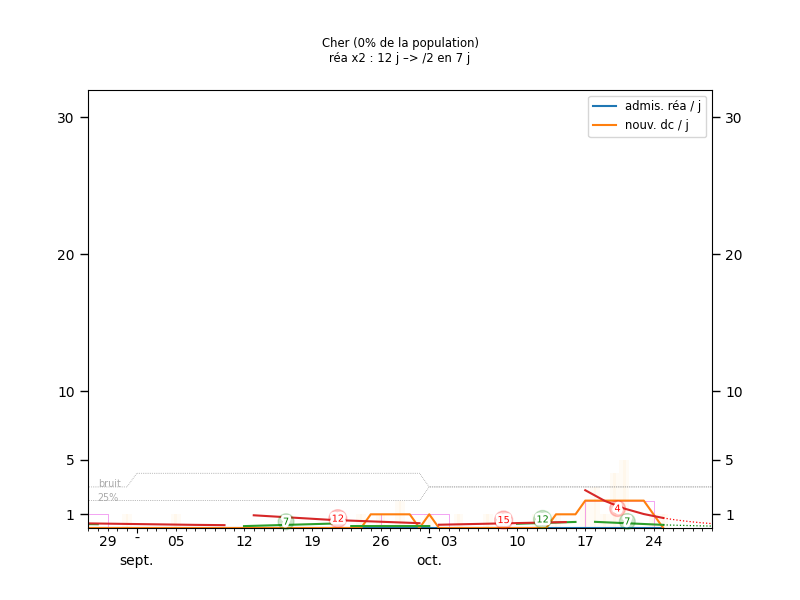 Cher (0% de la population)
réa x2 : 12 j –> /2 en 7 j
admis. réa / j
nouv. dc / j
30
30
20
20
10
10
5
5
1
1
bruit
25%
7
12
15
12
4
7
29 - 05 12 19 26 - 03 10 17 24
sept. oct.